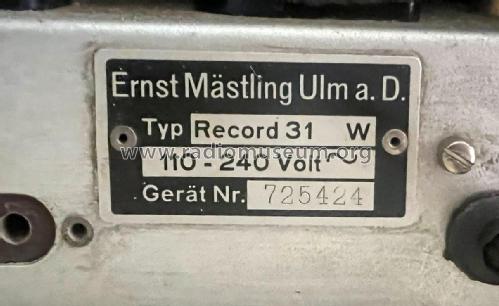 Ernst Mästling Ulm a. D.
Typ Record 31 W
www.radiomuseum.org
110 - 240 Volt ~
Gerät Nr. 725424